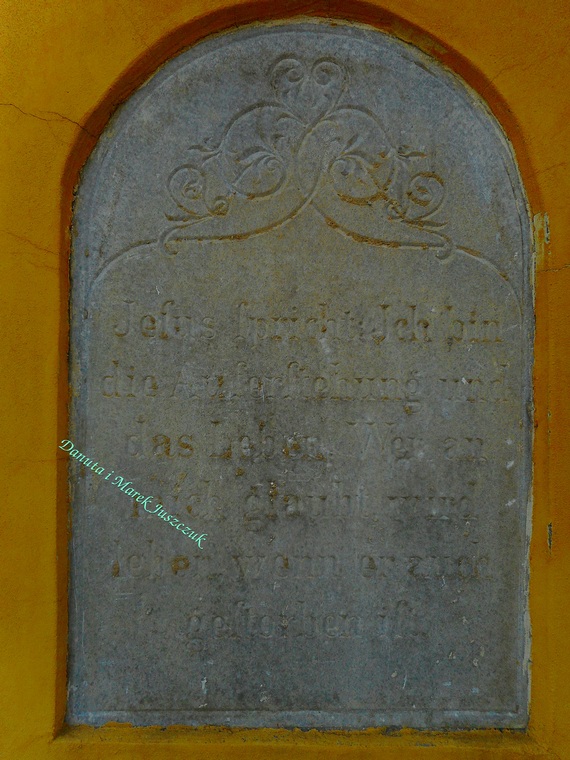 Jeſus ſpricht: Ich bin
die Auferſtehung und
das Leben. Wer an
mich glaubt wird
leben, wenn er auch
geſtorben iſt.
Danuta i Marek Juszczuk